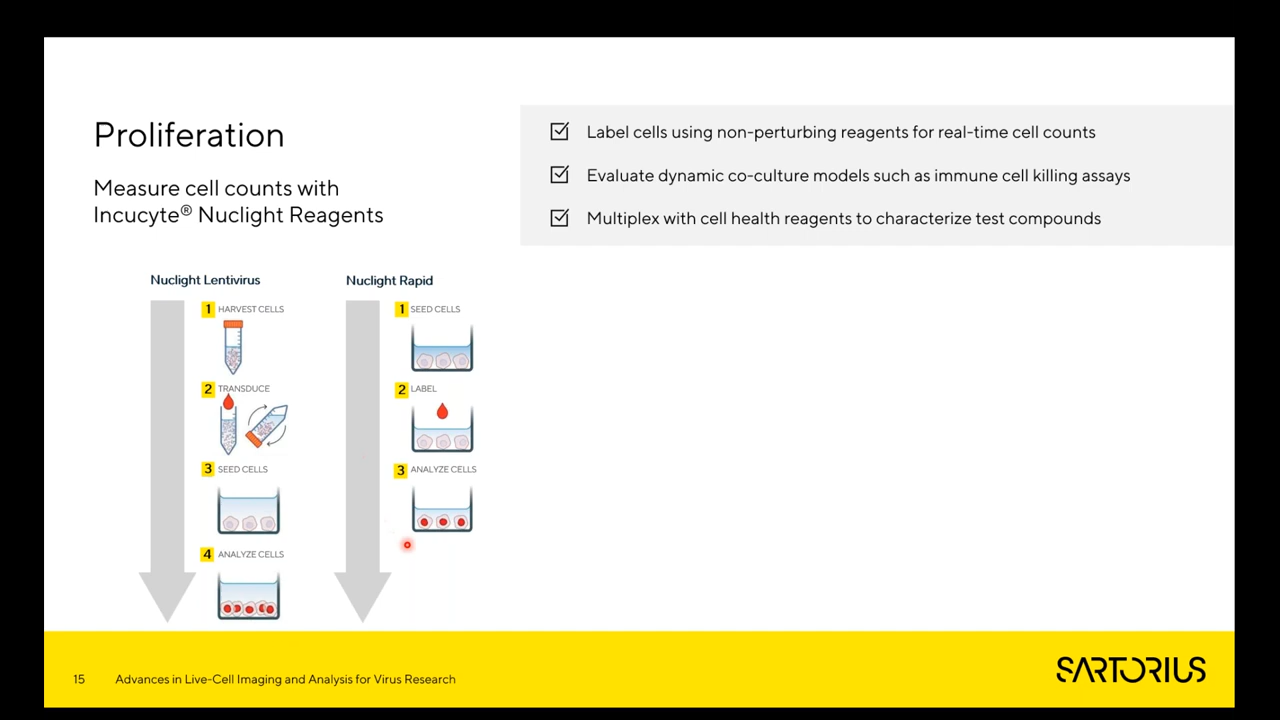 Proliferation
Measure cell counts with
Incucyte® Nuclight Reagents
Label cells using non-perturbing reagents for real-time cell counts
Evaluate dynamic co-culture models such as immune cell killing assays
Multiplex with cell health reagents to characterize test compounds
Nuclight Lentivirus
1 HARVEST CELLS
2 TRANSDUCE
3 SEED CELLS
4 ANALYZE CELLS
Nuclight Rapid
1 SEED CELLS
2 LABEL
3 ANALYZE CELLS
15 Advances in Live-Cell Imaging and Analysis for Virus Research
SARTORIUS